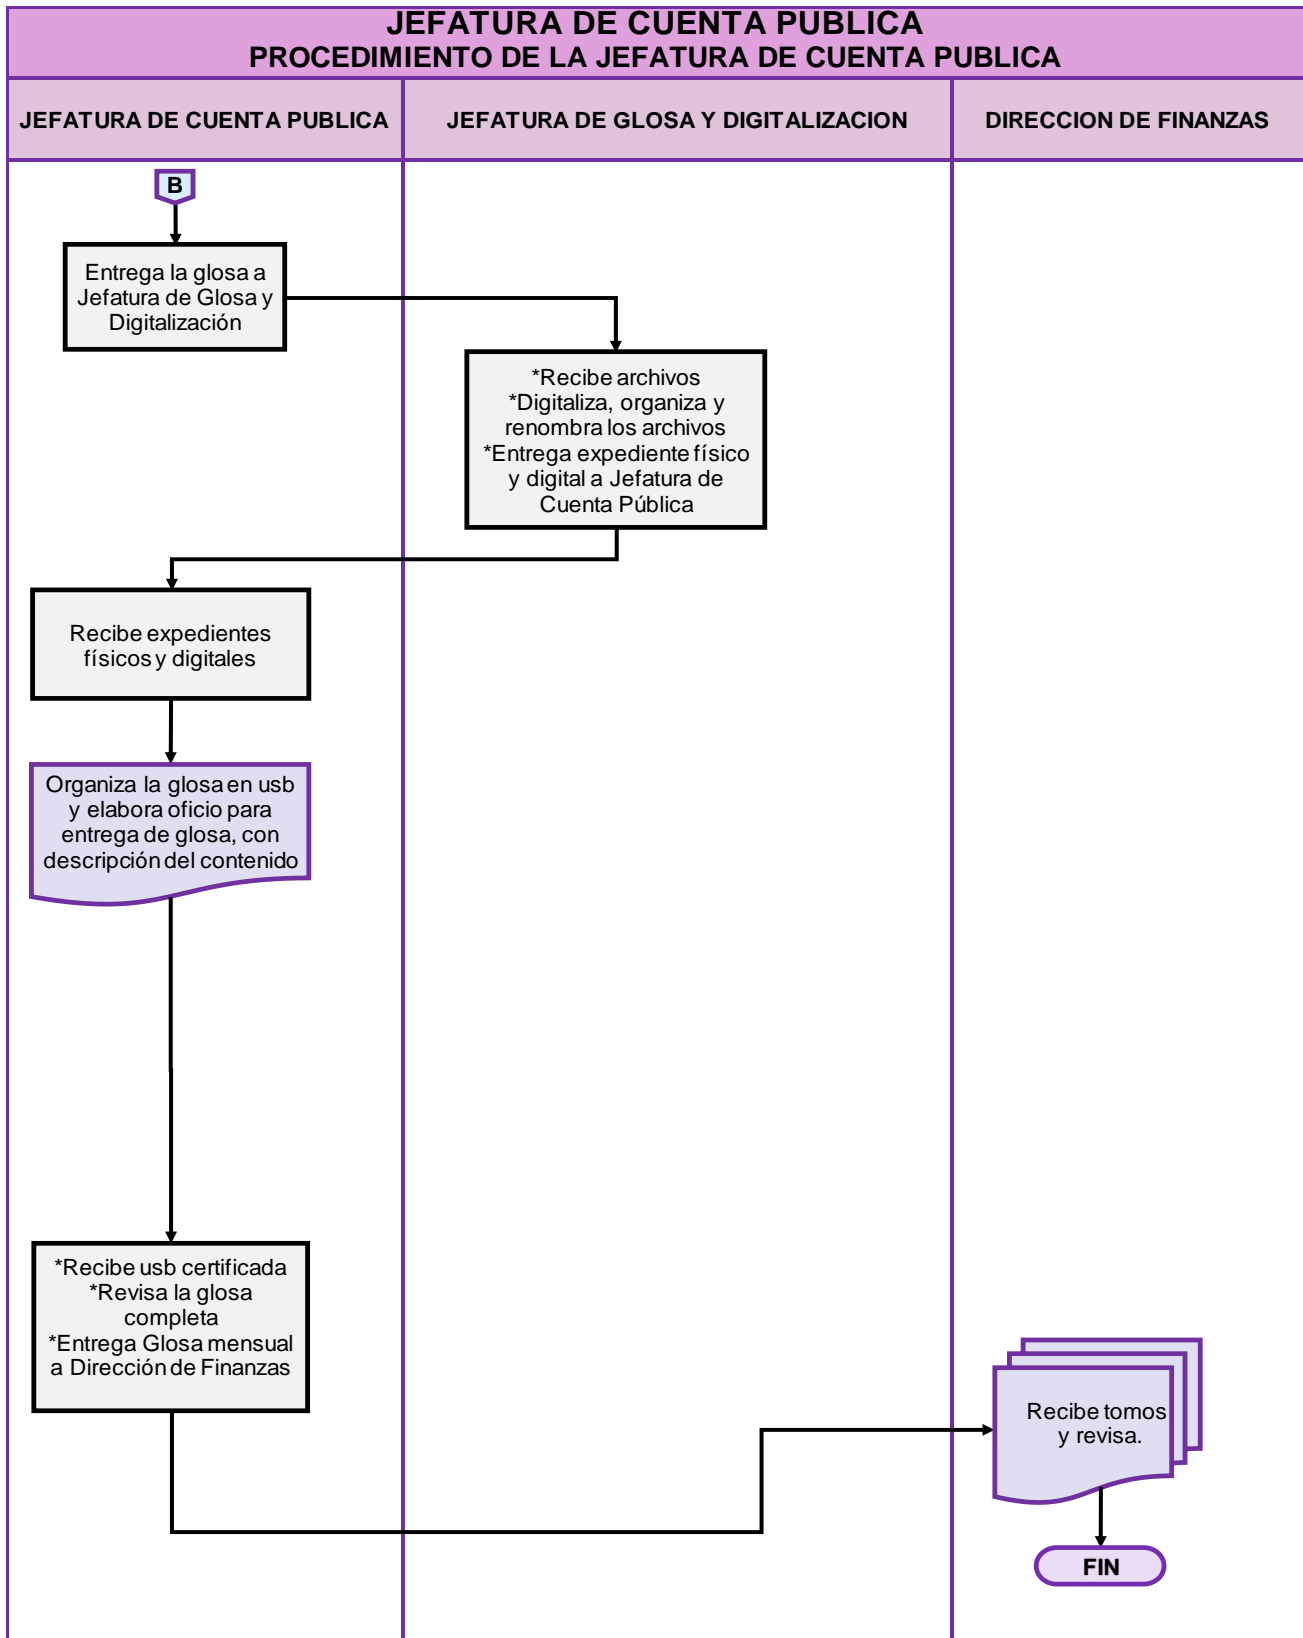 JEFATURA DE CUENTA PUBLICA
PROCEDIMIENTO DE LA JEFATURA DE CUENTA PUBLICA
JEFATURA DE CUENTA PUBLICA
JEFATURA DE GLOSA Y DIGITALIZACION
DIRECCION DE FINANZAS
B
Entrega la glosa a
Jefatura de Glosa y
Digitalización
*Recibe archivos
*Digitaliza, organiza y
renombra los archivos
*Entrega expediente físico
y digital a Jefatura de
Cuenta Pública
Recibe expedientes
físicos y digitales
Organiza la glosa en usb
y elabora oficio para
entrega de glosa, con
descripción del contenido
*Recibe usb certificada
*Revisa la glosa
completa
*Entrega Glosa mensual
a Dirección de Finanzas
Recibe tomos
y revisa.
FIN